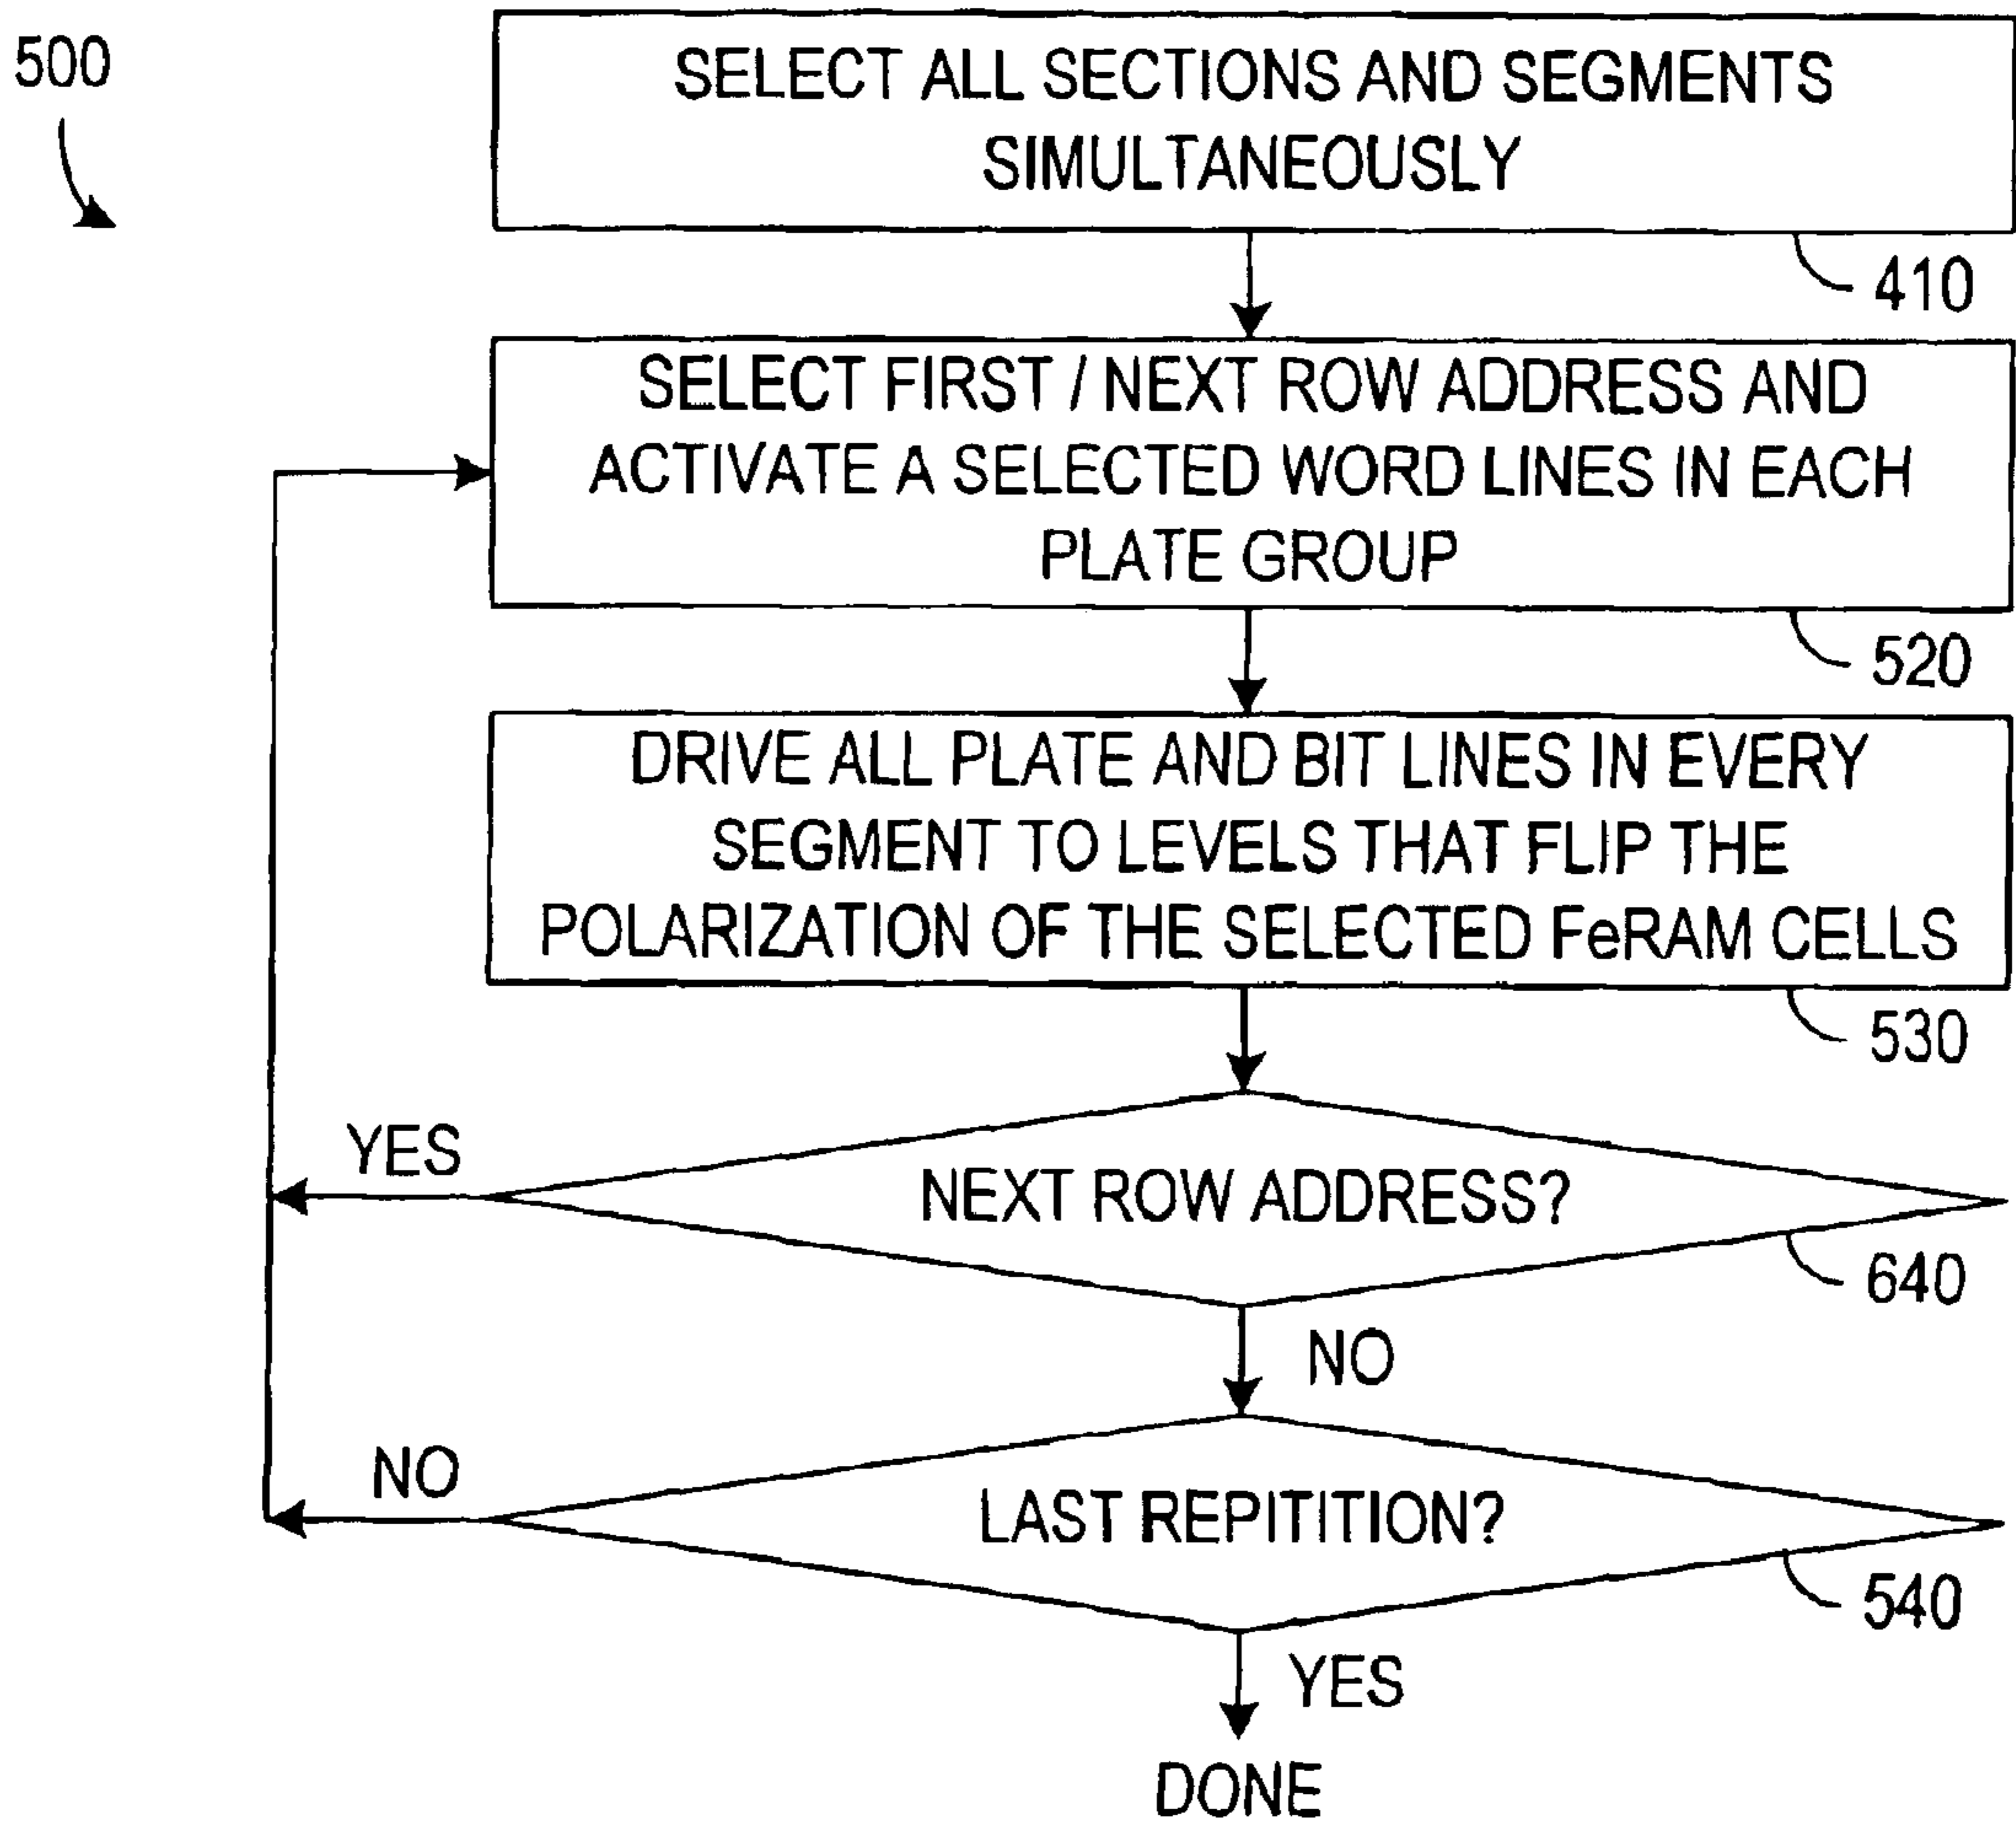 500
SELECT ALL SECTIONS AND SEGMENTS
SIMULTANEOUSLY
410
SELECT FIRST / NEXT ROW ADDRESS AND
ACTIVATE A SELECTED WORD LINES IN EACH
PLATE GROUP
520
DRIVE ALL PLATE AND BIT LINES IN EVERY
SEGMENT TO LEVELS THAT FLIP THE
POLARIZATION OF THE SELECTED FeRAM CELLS
530
YES
NEXT ROW ADDRESS?
640
NO
NO
LAST REPITITION?
540
YES
DONE